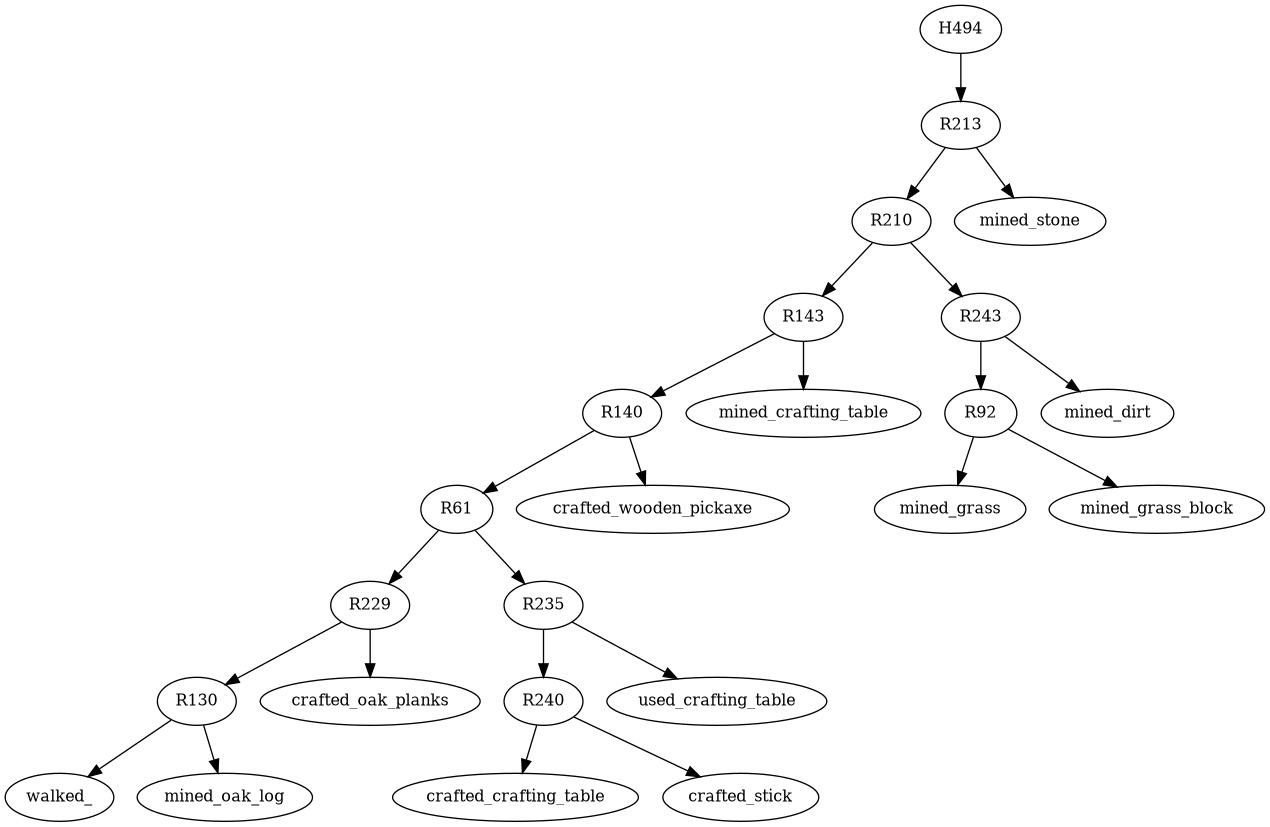 H494
R213
R210
mined_stone
R143
R243
R140
mined_crafting_table
R92
mined_dirt
R61
crafted_wooden_pickaxe
mined_grass
mined_grass_block
R229
R235
R130
crafted_oak_planks
R240
used_crafting_table
walked_
mined_oak_log
crafted_crafting_table
crafted_stick